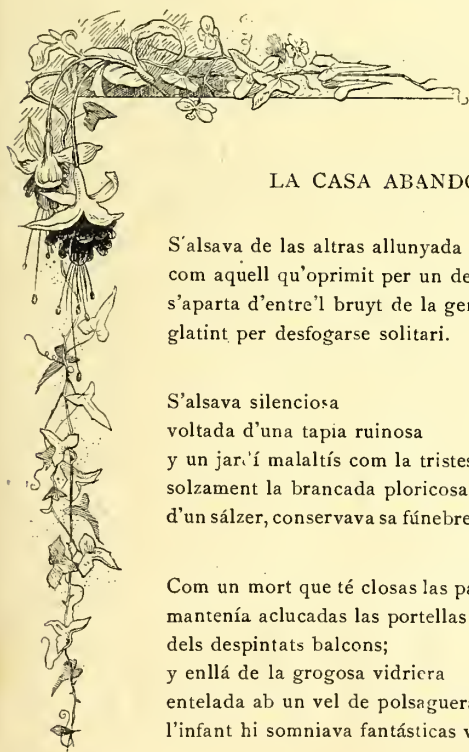 LA CASA
S'alsava de las altras allunyada
com aquell qu'oprimit per un
s'aparta d'entre'l bruyt de la
glatint per desfogarse solitari.
S'alsava silenciosa
voltada d'una tapia ruinosa
y un jardí malaltís com la
solzament la brancada ploricosa
d'un sálzer, conservava sa
Com un mort que té closas las
mantenía aclucadas las portellas
dels despintats balcons;
y enllá de la grogosa vidriera
entelada ab un vel de
l'infant hi somniava fantásticas